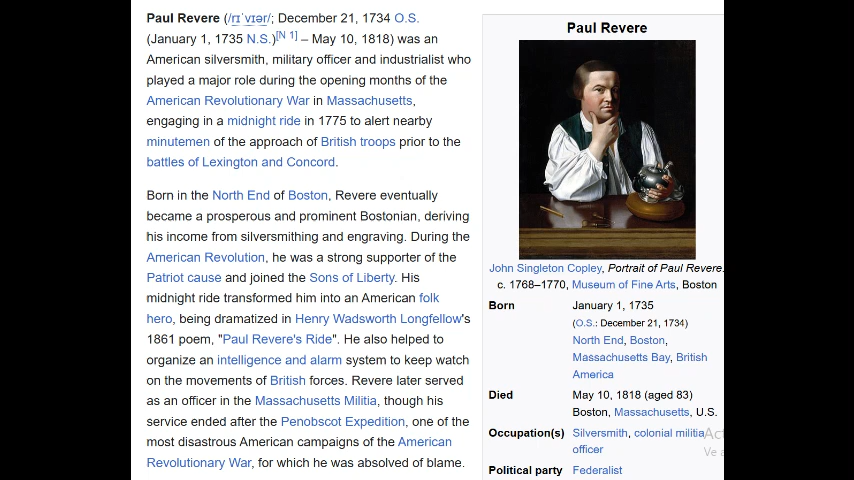 Paul Revere (/rɪˈvɪər/; December 21, 1734 O.S.
(January 1, 1735 N.S.)[N 1] – May 10, 1818) was an
American silversmith, military officer and industrialist who
played a major role during the opening months of the
American Revolutionary War in Massachusetts,
engaging in a midnight ride in 1775 to alert nearby
minutemen of the approach of British troops prior to the
battles of Lexington and Concord.
Born in the North End of Boston, Revere eventually
became a prosperous and prominent Bostonian, deriving
his income from silversmithing and engraving. During the
American Revolution, he was a strong supporter of the
Patriot cause and joined the Sons of Liberty. His
midnight ride transformed him into an American folk
hero, being dramatized in Henry Wadsworth Longfellow's
1861 poem, "Paul Revere's Ride". He also helped to
organize an intelligence and alarm system to keep watch
on the movements of British forces. Revere later served
as an officer in the Massachusetts Militia, though his
service ended after the Penobscot Expedition, one of the
most disastrous American campaigns of the American
Revolutionary War, for which he was absolved of blame.
Paul Revere
John Singleton Copley, Portrait of Paul Revere.
c. 1768–1770, Museum of Fine Arts, Boston
Born January 1, 1735
(O.S.: December 21, 1734)
North End, Boston,
Massachusetts Bay, British
America
Died May 10, 1818 (aged 83)
Boston, Massachusetts, U.S.
Occupation(s) Silversmith, colonial militia
officer
Political party Federalist